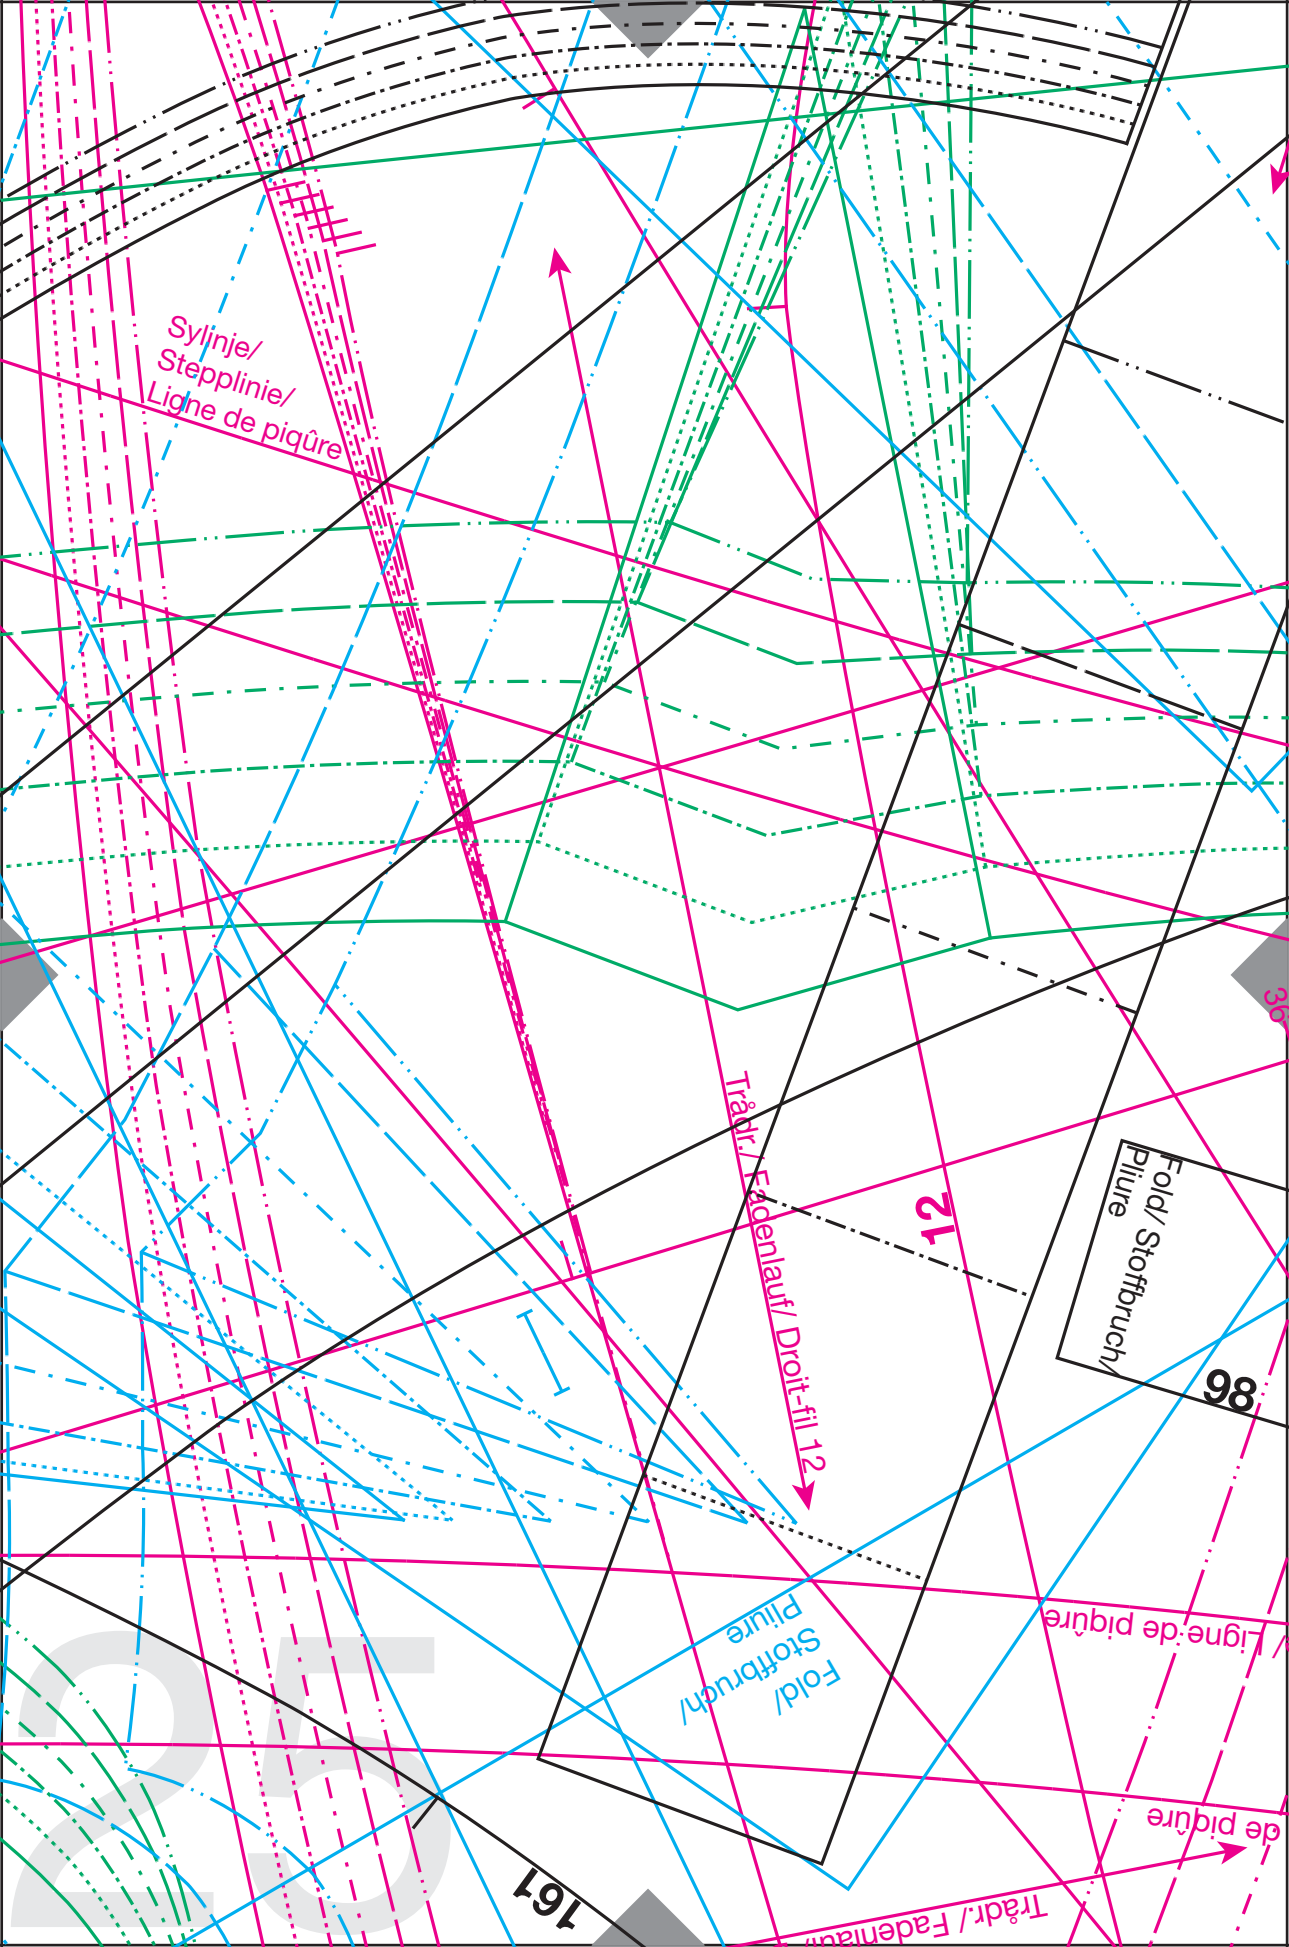 Sylinje/
Stepplinie/
Ligne de piqûre
36
Trådr./ Fadenlauf/ Droit-fil 12
12
Fold/ Stoffbruch/
Pliure
98
Fold/
Stoffbruch/
Pliure
/ Ligne de piqûre
de piqûre
25
161
Trådr./ Fadenlauf/